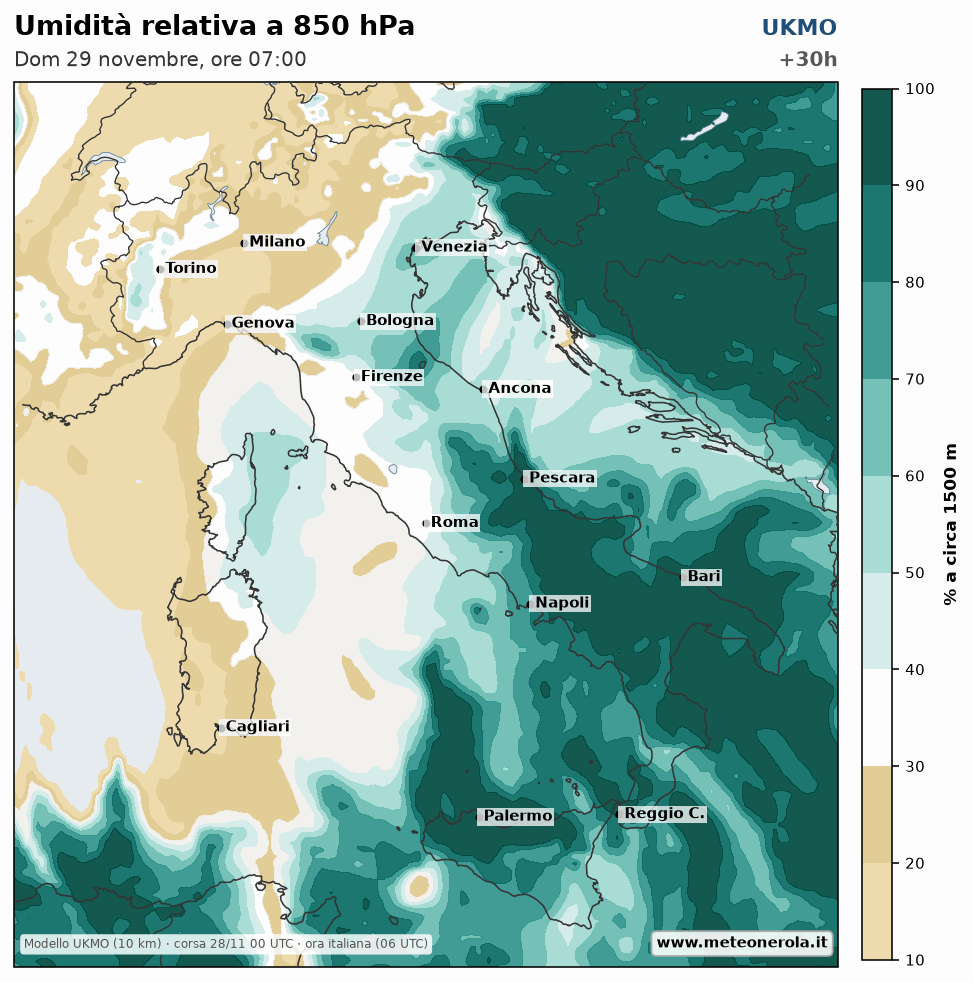 Umidità relativa a 850 hPa
UKMO
Dom 29 novembre, ore 07:00
+30h
100
90
80
70
60
50
40
30
20
10
% a circa 1500 m
Milano
Venezia
Torino
Genova
Bologna
Firenze
Ancona
Pescara
Roma
Bari
Napoli
Cagliari
Palermo
Reggio C.
Modello UKMO (10 km) · corsa 28/11 00 UTC · ora italiana (06 UTC)
www.meteonerola.it